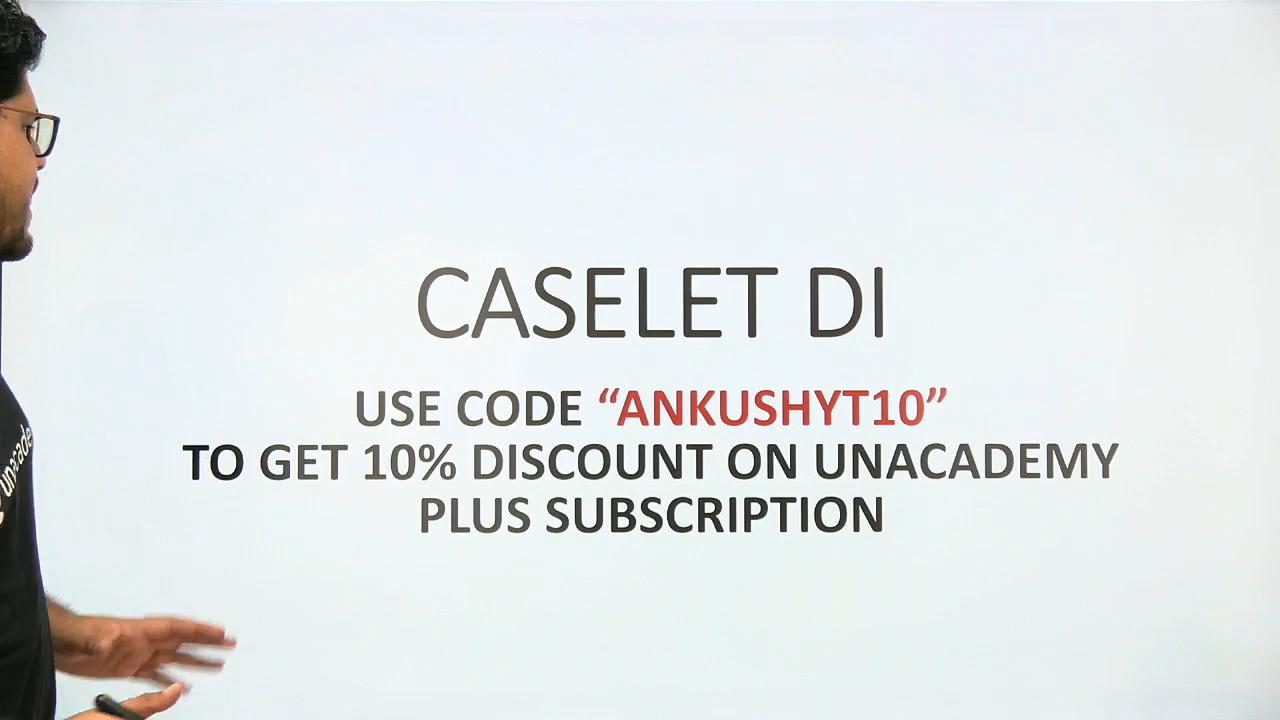 CASELET DI
USE CODE “ANKUSHYT10”
TO GET 10% DISCOUNT ON UNACADEMY
PLUS SUBSCRIPTION